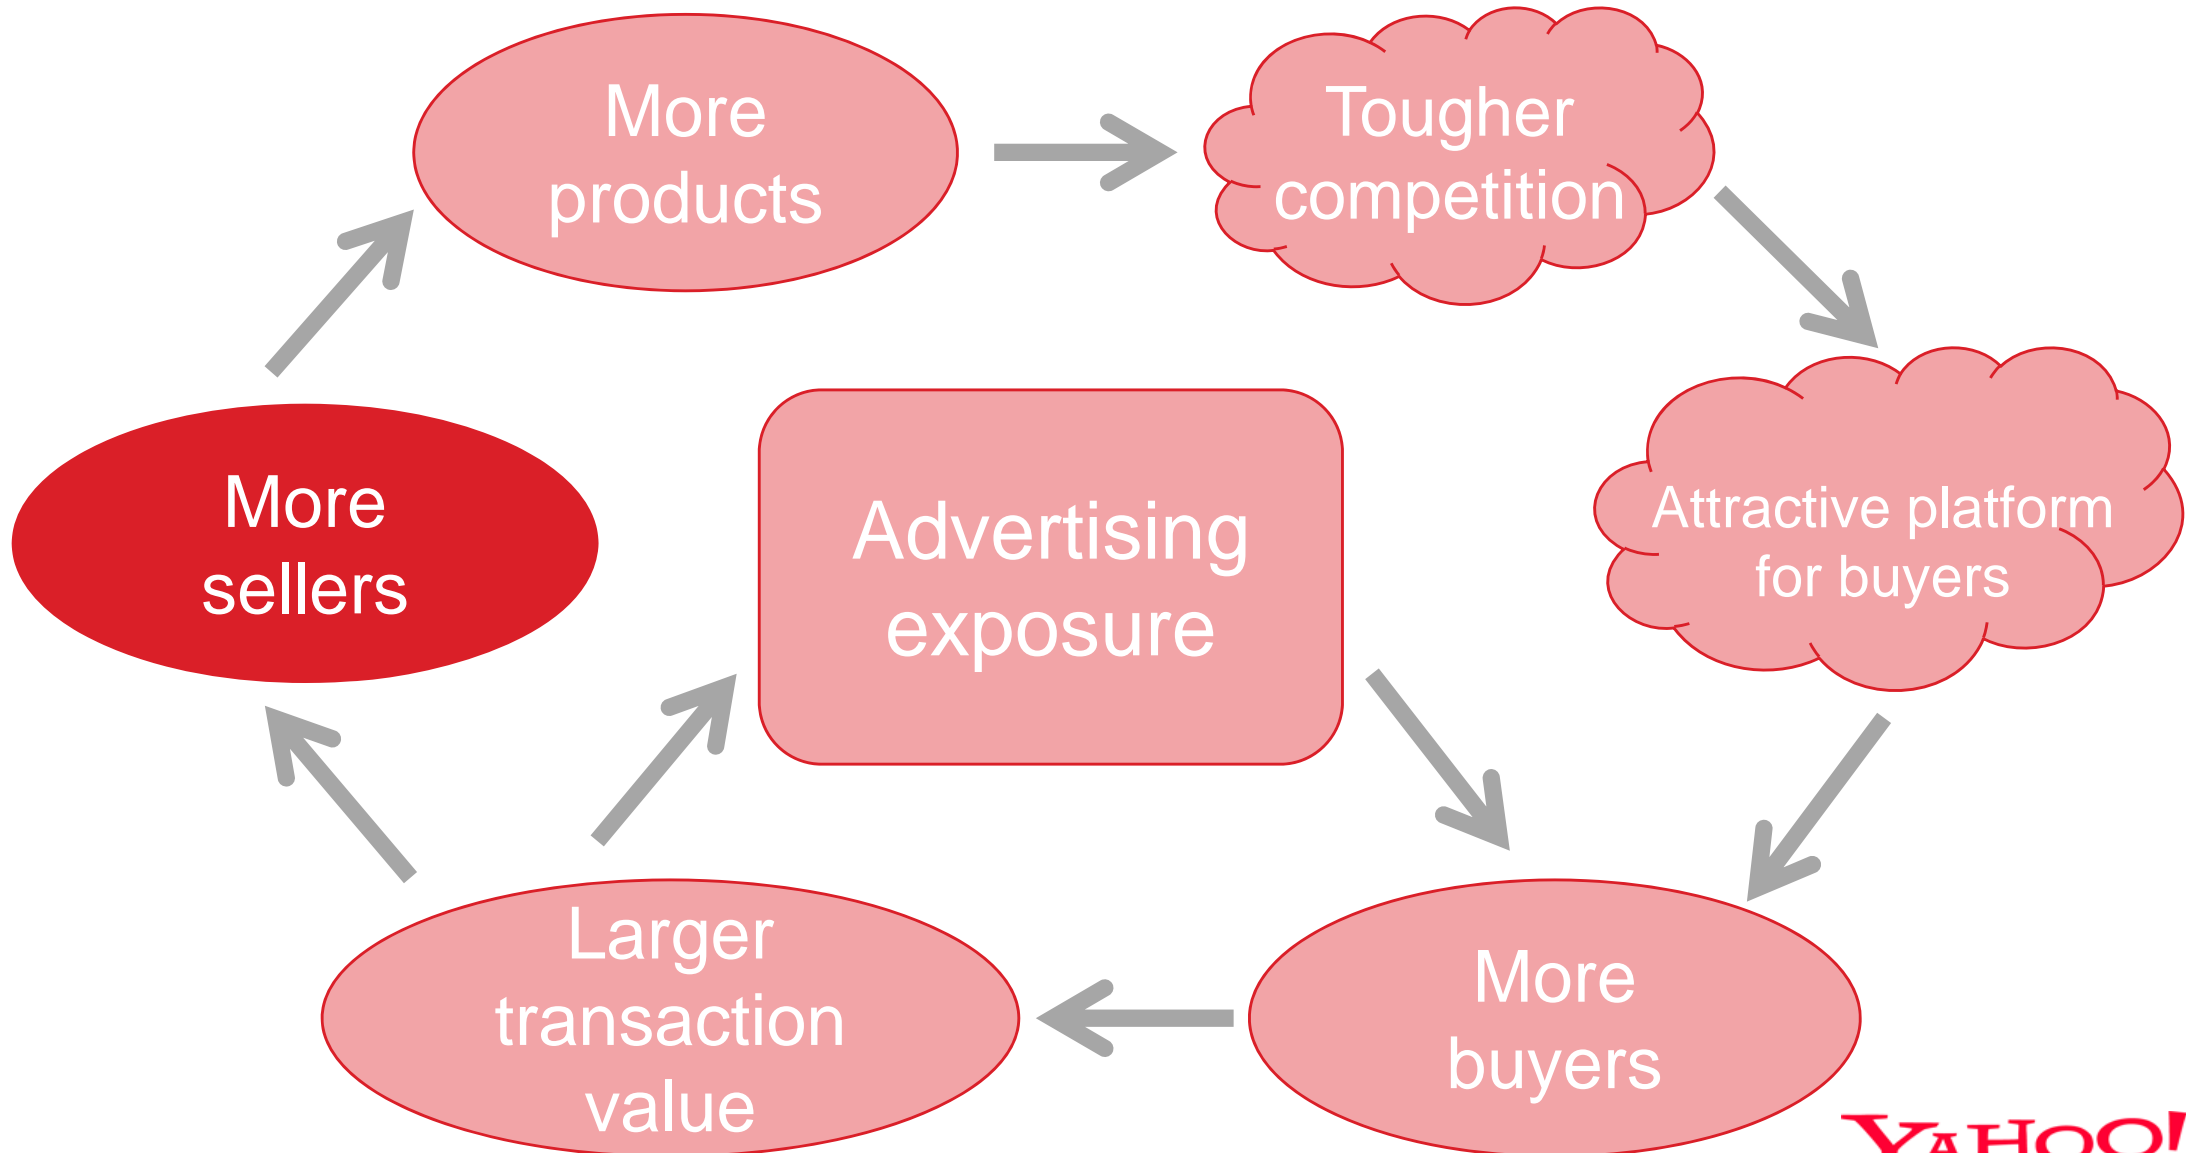 More
products
Tougher
competition
More
sellers
Advertising
exposure
Attractive platform
for buyers
Larger
transaction
value
More
buyers
YAHOO!